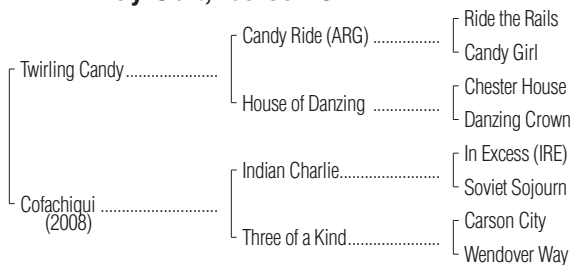 Ride the Rails
Candy Ride (ARG) ................
Candy Girl
Twirling Candy ......................
Chester House
House of Danzing ................
Danzing Crown
In Excess (IRE)
Indian Charlie........................
Soviet Sojourn
Cofachiqui ............................
(2008)
Carson City
Three of a Kind......................
Wendover Way